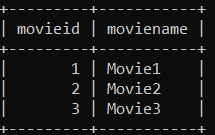 +---------+-----------+
| movieid | moviename |
+---------+-----------+
|       1 | Movie1    |
|       2 | Movie2    |
|       3 | Movie3    |
+---------+-----------+